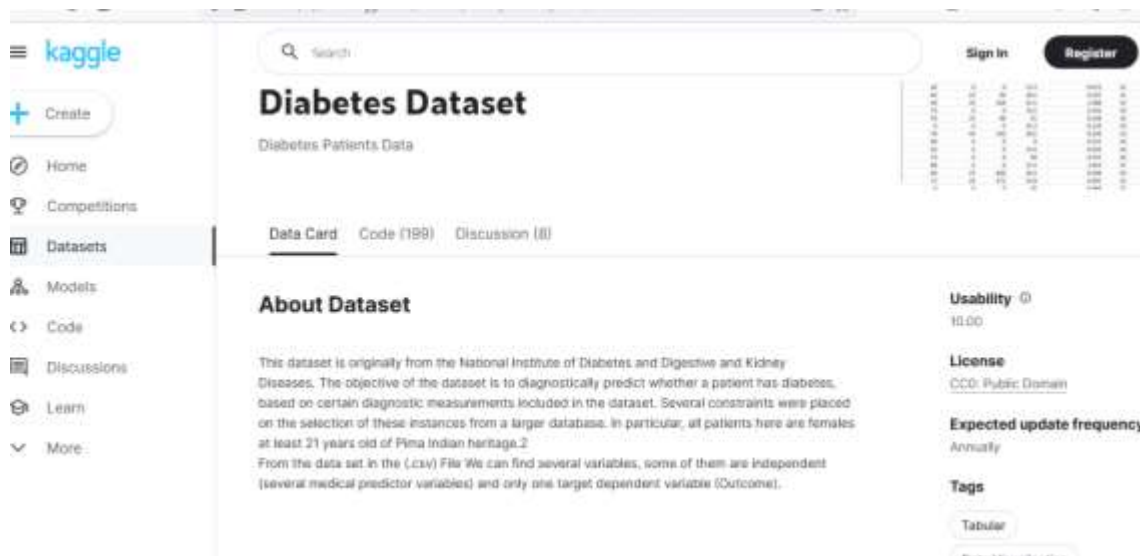 kaggle
Search
Sign In
Register
Create
Home
Competitions
Datasets
Models
Code
Discussions
Learn
More
Diabetes Dataset
Diabetes Patients Data
Data Card
Code (199)
Discussion (8)
About Dataset
This dataset is originally from the National Institute of Diabetes and Digestive and Kidney
Diseases. The objective of the dataset is to diagnostically predict whether a patient has diabetes,
based on certain diagnostic measurements included in the dataset. Several constraints were placed
on the selection of these instances from a larger database. In particular, all patients here are females
at least 21 years old of Pima Indian heritage.2
From the data set in the (.csv) File We can find several variables, some of them are independent
(several medical predictor variables) and only one target dependent variable (Outcome).
Usability
10.00
License
CC0: Public Domain
Expected update frequency
Annually
Tags
Tabular